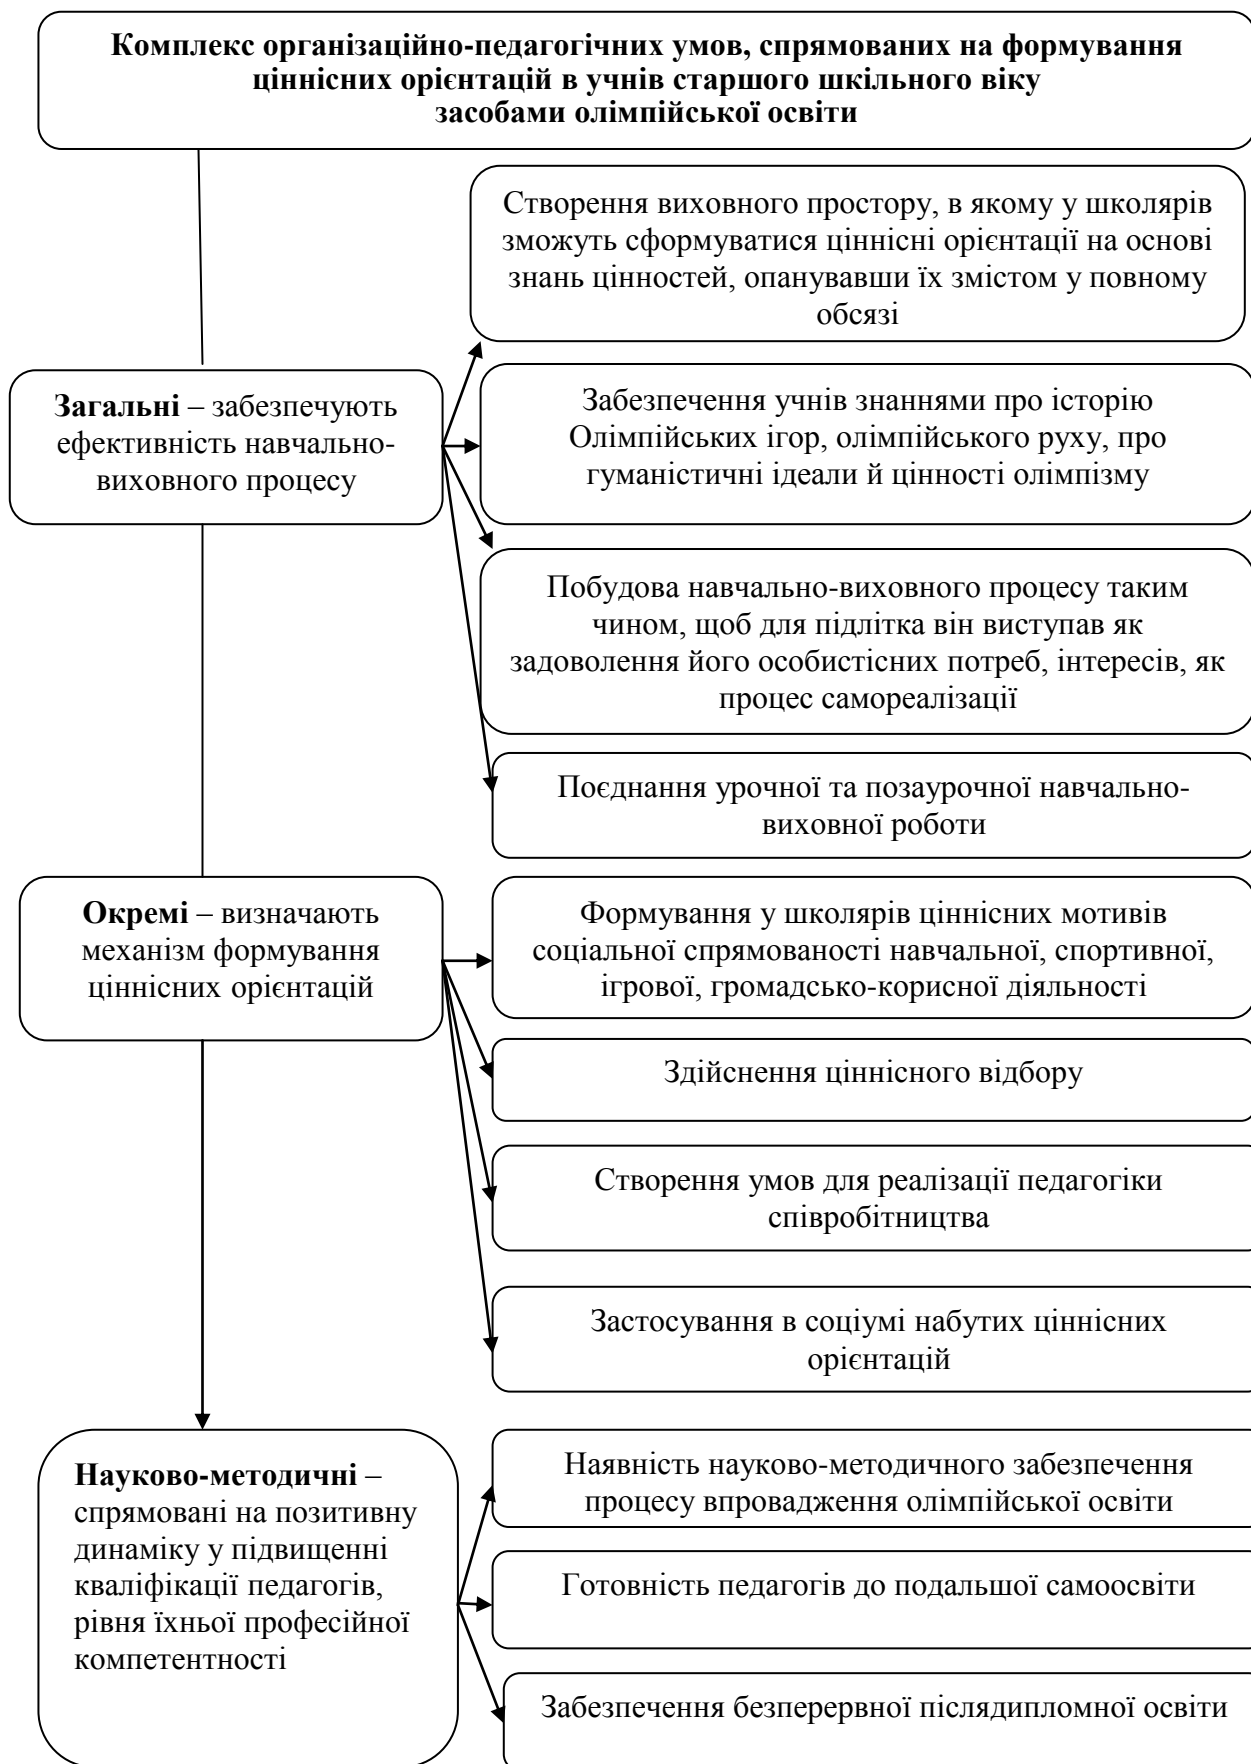 Комплекс організаційно-педагогічних умов, спрямованих на формування
ціннісних орієнтацій в учнів старшого шкільного віку
засобами олімпійської освіти
Створення виховного простору, в якому у школярів
зможуть сформуватися ціннісні орієнтації на основі
знань цінностей, опанувавши їх змістом у повному
обсязі
Загальні – забезпечують
ефективність навчально-
виховного процесу
Забезпечення учнів знаннями про історію
Олімпійських ігор, олімпійського руху, про
гуманістичні ідеали й цінності олімпізму
Побудова навчально-виховного процесу таким
чином, щоб для підлітка він виступав як
задоволення його особистісних потреб, інтересів, як
процес самореалізації
Поєднання урочної та позаурочної навчально-
виховної роботи
Окремі – визначають
механізм формування
ціннісних орієнтацій
Формування у школярів ціннісних мотивів
соціальної спрямованості навчальної, спортивної,
ігрової, громадсько-корисної діяльності
Здійснення ціннісного відбору
Створення умов для реалізації педагогіки
співробітництва
Застосування в соціумі набутих ціннісних
орієнтацій
Науково-методичні –
спрямовані на позитивну
динаміку у підвищенні
кваліфікації педагогів,
рівня їхньої професійної
компетентності
Наявність науково-методичного забезпечення
процесу впровадження олімпійської освіти
Готовність педагогів до подальшої самоосвіти
Забезпечення безперервної післядипломної освіти